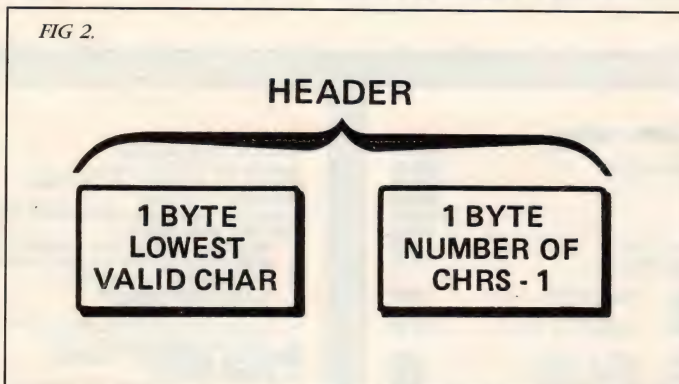 FIG 2.
HEADER
1 BYTE
LOWEST
VALID CHAR
1 BYTE
NUMBER OF
CHRS - 1